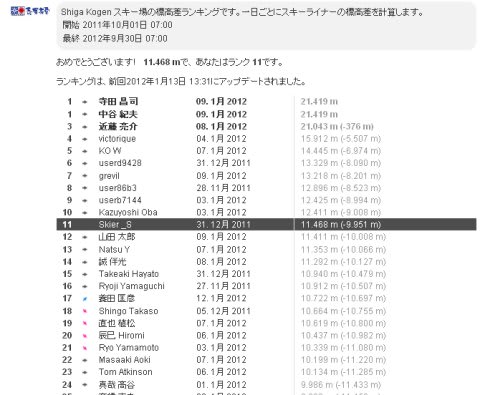 志賀高原
Shiga Kogen スキー場の標高差ランキングです。一日ごとにスキーライナーの標高差を計算します。
開始 2011年10月01日 07:00
最終 2012年9月30日 07:00
おめでとうございます! 11.468 mで、あなたはランク 11です。
ランキングは、前回2012年1月13日 13:31にアップデートされました。
1 寺田 昌司 09. 1月 2012 21.419 m
1 中谷 紀夫 09. 1月 2012 21.419 m
3 近藤 亮介 08. 1月 2012 21.043 m (-376 m)
4 victorique 04. 1月 2012 15.912 m (-5.507 m)
5 KO W 07. 1月 2012 14.445 m (-6.974 m)
6 userd9428 31. 12月 2011 13.329 m (-8.090 m)
7 grevil 09. 1月 2012 13.218 m (-8.201 m)
8 user86b3 28. 11月 2011 12.896 m (-8.523 m)
9 userb7144 03. 1月 2012 12.425 m (-8.994 m)
10 Kazuyoshi Oba 03. 1月 2012 12.411 m (-9.008 m)
11 Skier_S 31. 12月 2011 11.468 m (-9.951 m)
12 山田 太郎 09. 1月 2012 11.411 m (-10.008 m)
13 Natsu Y 07. 1月 2012 11.353 m (-10.066 m)
14 誠 伴光 08. 1月 2012 11.292 m (-10.127 m)
15 Takeaki Hayato 31. 12月 2011 10.940 m (-10.479 m)
16 Ryoji Yamaguchi 27. 11月 2011 10.912 m (-10.507 m)
17 養田 匡彦 12. 1月 2012 10.722 m (-10.697 m)
18 Shingo Takaso 05. 12月 2011 10.664 m (-10.755 m)
19 直也 植松 07. 1月 2012 10.619 m (-10.800 m)
20 辰巳 Hiromi 06. 1月 2012 10.437 m (-10.982 m)
21 Ryo Yamamoto 03. 1月 2012 10.339 m (-11.080 m)
22 Masaaki Aoki 07. 1月 2012 10.199 m (-11.220 m)
23 Tom Atkinson 06. 1月 2012 10.134 m (-11.285 m)
24 真哉 高谷 01. 1月 2012 9.986 m (-11.433 m)